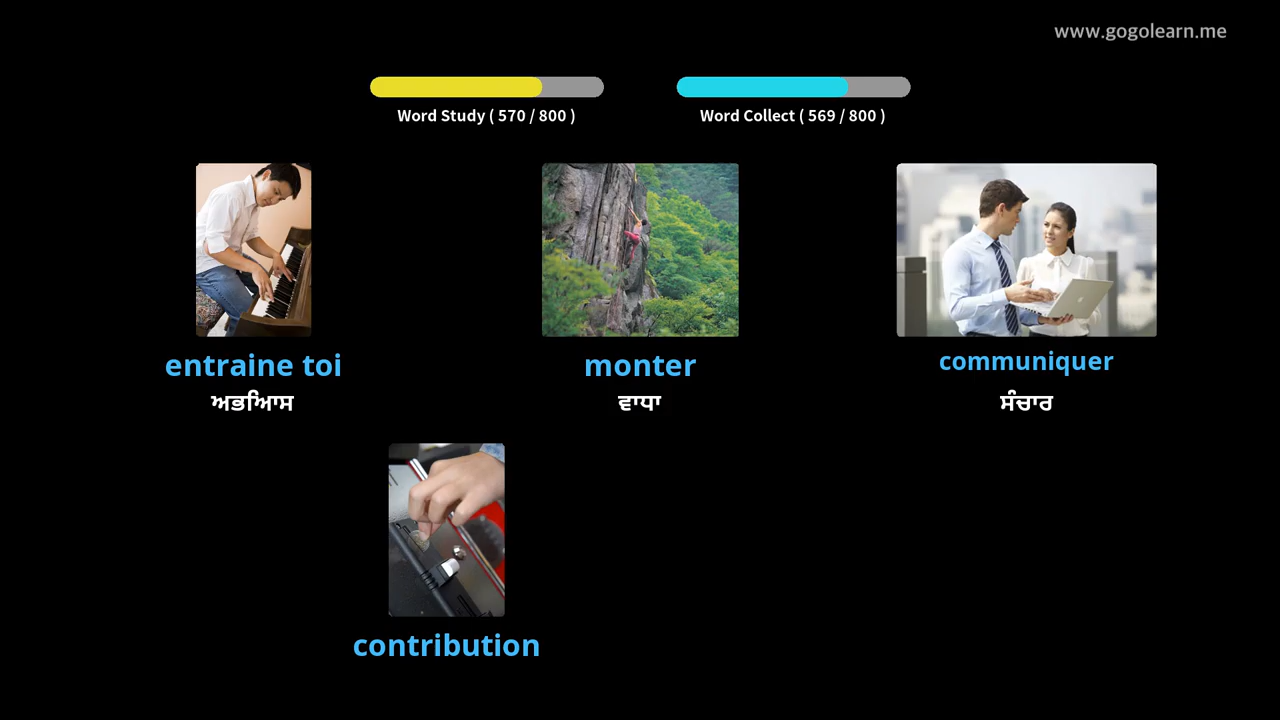 www.gogolearn.me
Word Study ( 570 / 800 )
Word Collect ( 569 / 800 )
entraine toi
monter
communiquer
ਅਭਿਆਸ
ਵਾਧਾ
ਸੰਚਾਰ
contribution